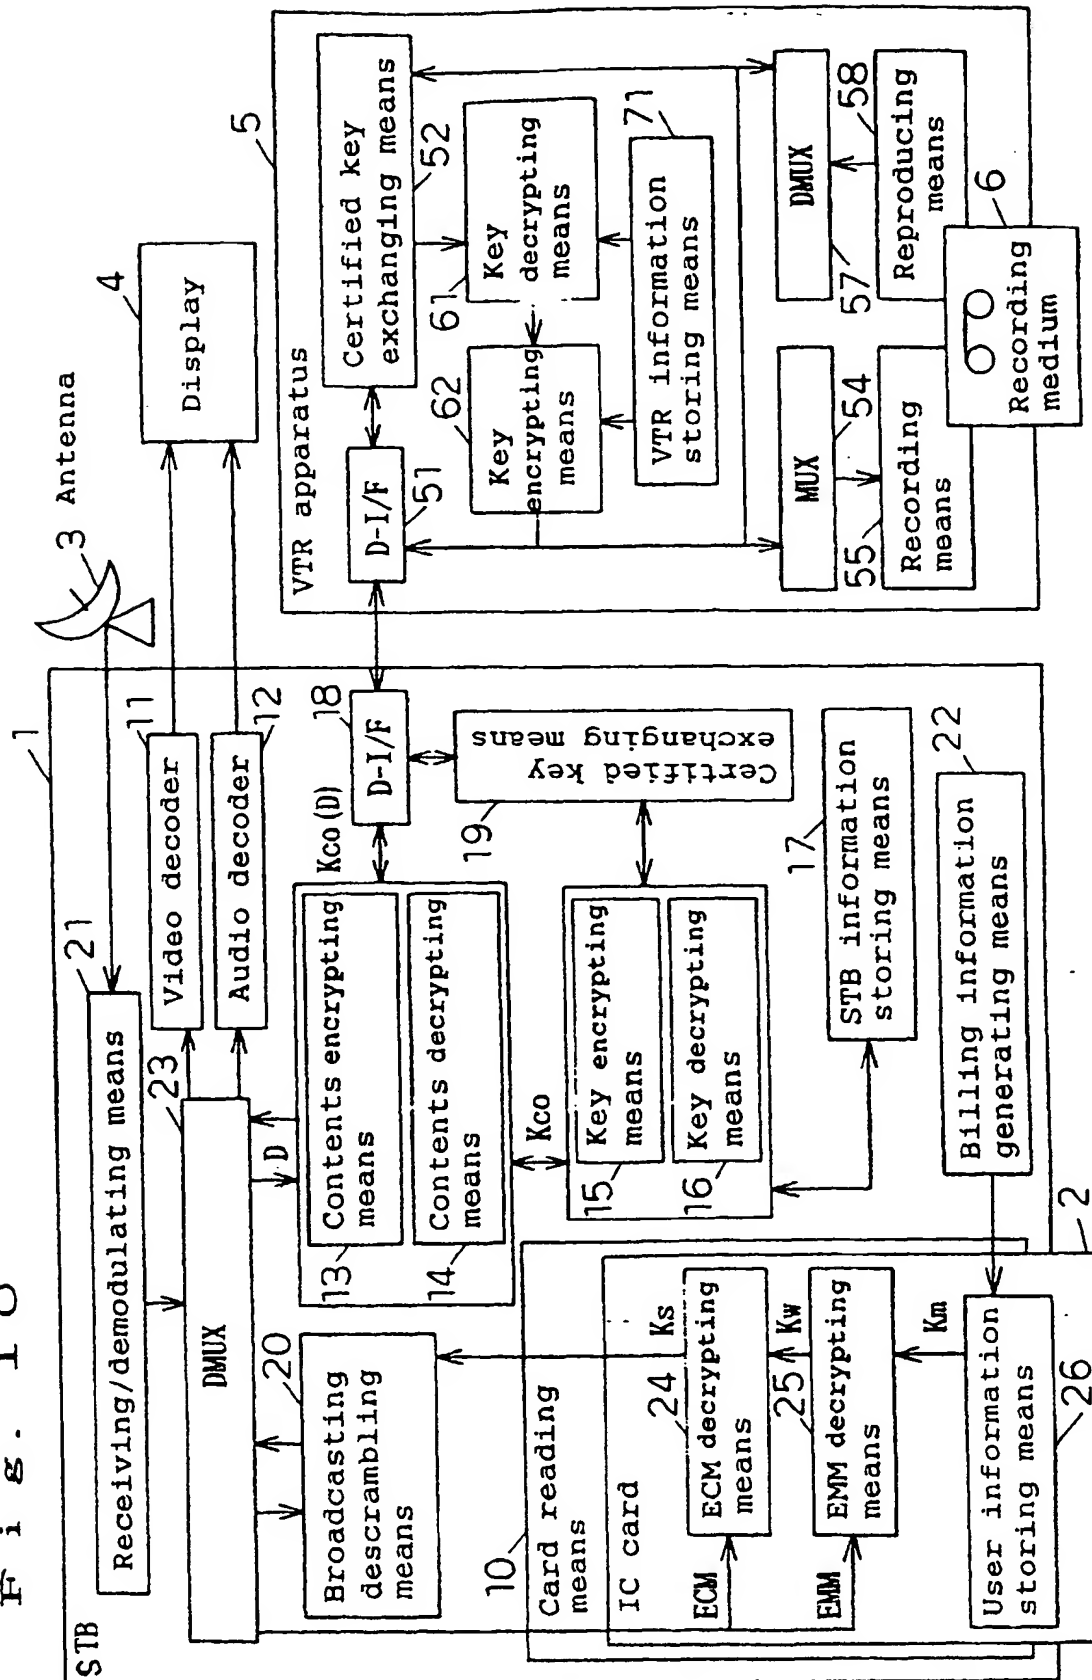 Fig. 10
STB
1
3
Antenna
4
Display
5
VTR apparatus
Receiving/demodulating means
21
DMUX
23
Video decoder
11
Audio decoder
12
Broadcasting
descrambling
means
20
D
Contents encrypting
means
13
Contents decrypting
means
14
Kco(D)
18
D-I/F
Certified key
exchanging means
19
Kco
Key encrypting
means
15
Key decrypting
means
16
17
STB information
storing means
Billing information
generating means
22
10
Card reading
means
IC card
2
ECM
EMM
24
ECM decrypting
means
Ks
25
EMM decrypting
means
Kw
Km
User information
storing means
26
D-I/F
51
Certified key
exchanging means
52
62
Key
encrypting
means
61
Key
decrypting
means
VTR information
storing means
71
MUX
54
55
Recording
means
DMUX
57
58
Reproducing
means
6
Recording
medium